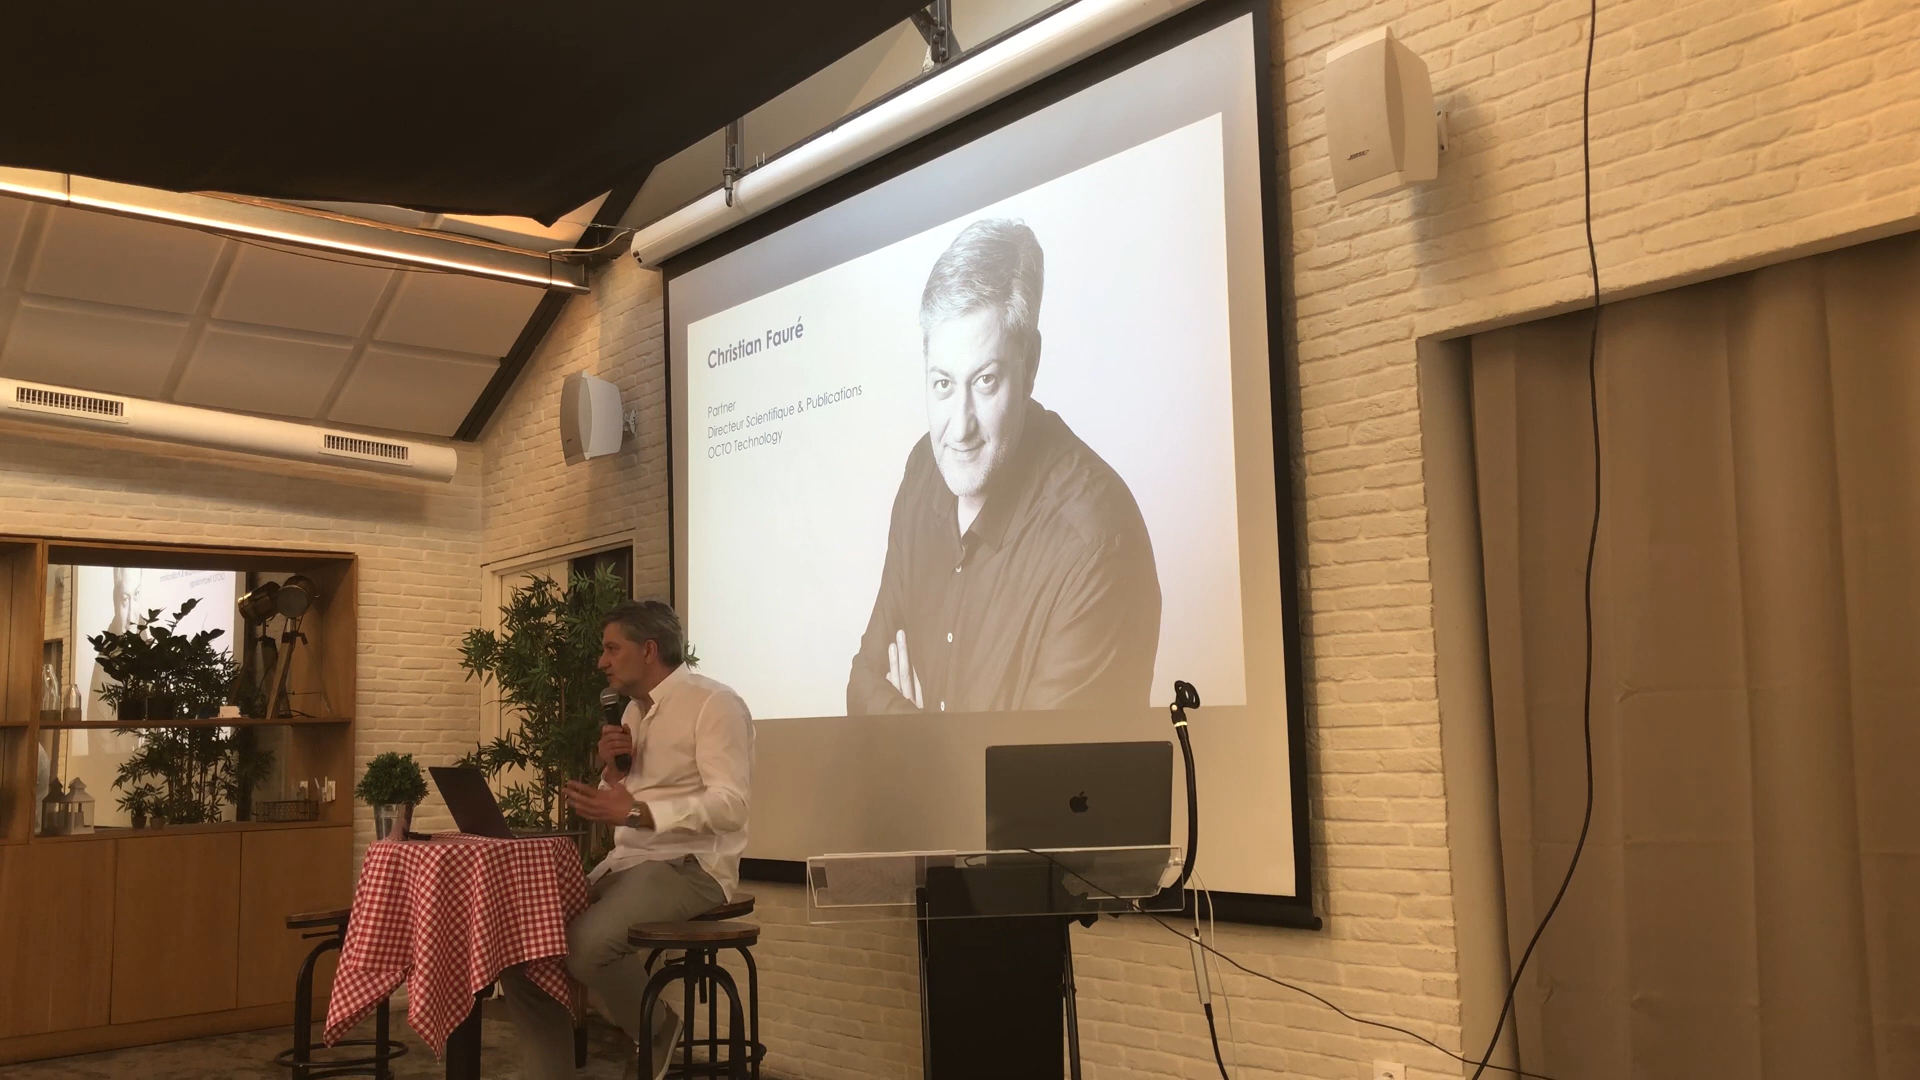 Christian Fauré
Partner
Directeur Scientifique & Publications
OCTO Technology
BOSE